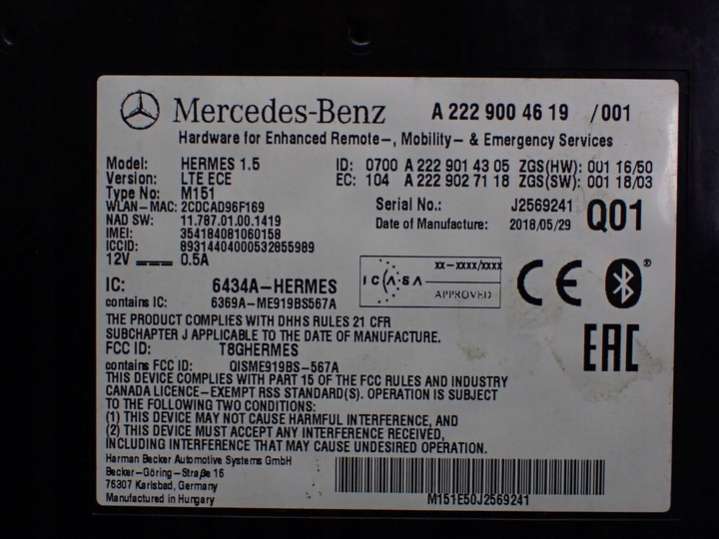 Mercedes-Benz A 222 900 46 19 /001
Hardware for Enhanced Remote-, Mobility- & Emergency Services
Model: HERMES 1.5 ID: 0700 A 222 901 43 05 ZGS(HW): 001 16/50
Version: LTE ECE EC: 104 A 222 902 71 18 ZGS(SW): 001 18/03
Type No: M151
WLAN-MAC: 2CDCAD96F169 Serial No.: J2569241 Q01
NAD SW: 11.787.01.00.1419 Date of Manufacture: 2018/05/29
IMEI: 354184081060158
ICCID: 89314404000532855989
12V 0.5A
IC: 6434A-HERMES
contains IC: 6369A-ME919BS567A
ICASA xx-xxxx/xxxx
APPROVED
CE
EAC
THE PRODUCT COMPLIES WITH DHHS RULES 21 CFR
SUBCHAPTER J APPLICABLE TO THE DATE OF MANUFACTURE.
FCC ID: T8GHERMES
contains FCC ID: QISME919BS-567A
THIS DEVICE COMPLIES WITH PART 15 OF THE FCC RULES AND INDUSTRY
CANADA LICENCE-EXEMPT RSS STANDARD(S). OPERATION IS SUBJECT
TO THE FOLLOWING TWO CONDITIONS:
(1) THIS DEVICE MAY NOT CAUSE HARMFUL INTERFERENCE, AND
(2) THIS DEVICE MUST ACCEPT ANY INTERFERENCE RECEIVED,
INCLUDING INTERFERENCE THAT MAY CAUSE UNDESIRED OPERATION.
Harman Becker Automotive Systems GmbH
Becker-Göring-Straße 16
76307 Karlsbad, Germany
Manufactured in Hungary
M151E50J2569241